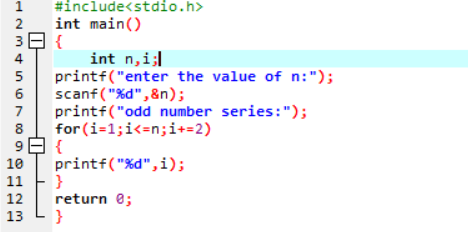 1 #include<stdio.h>
2 int main()
3 {
4 int n,i;
5 printf("enter the value of n:");
6 scanf("%d",&n);
7 printf("odd number series:");
8 for(i=1;i<=n;i+=2)
9 {
10 printf("%d",i);
11 }
12 return 0;
13 }